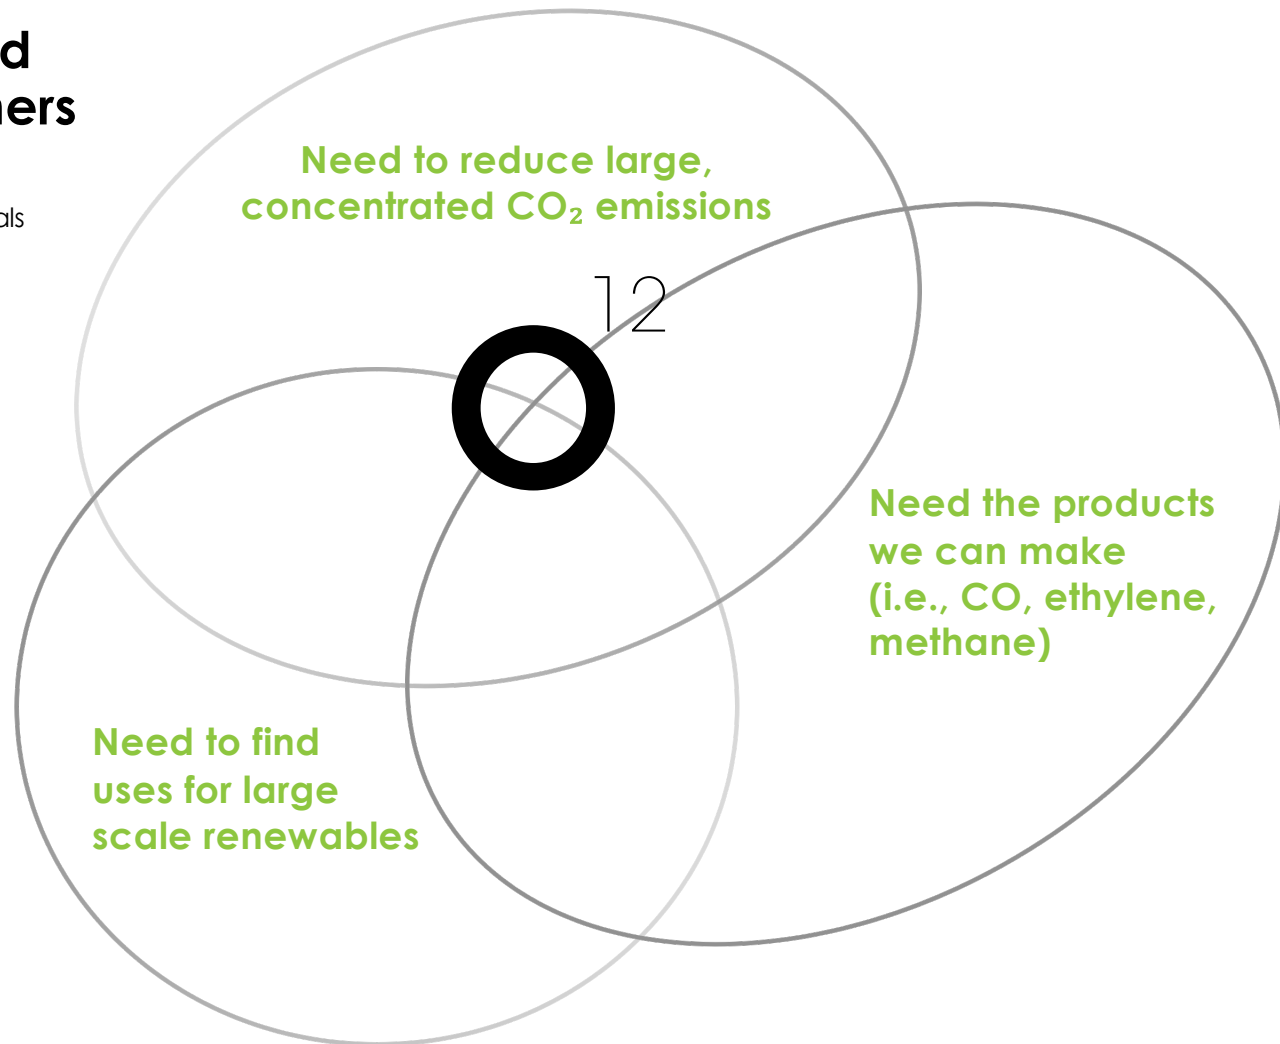 d
ers
als
Need to reduce large,
concentrated CO₂ emissions
12
Need the products
we can make
(i.e., CO, ethylene,
methane)
Need to find
uses for large
scale renewables